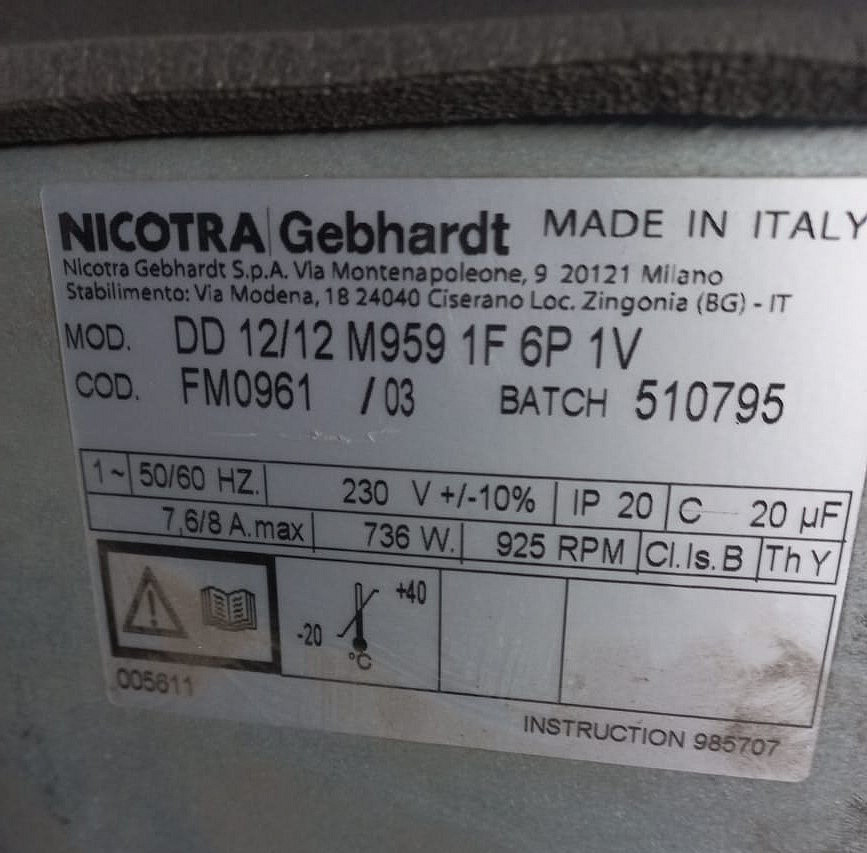 NICOTRA Gebhardt MADE IN ITALY
Nicotra Gebhardt S.p.A. Via Montenapoleone, 9 20121 Milano
Stabilimento: Via Modena, 18 24040 Ciserano Loc. Zingonia (BG) - IT
MOD. DD 12/12 M959 1F 6P 1V
COD. FM0961 /03 BATCH 510795
1~ 50/60 HZ. 230 V +/-10% IP 20 C 20 µF
7,6/8 A.max 736 W. 925 RPM Cl.Is.B Th Y
-20 +40
°C
005611
INSTRUCTION 985707